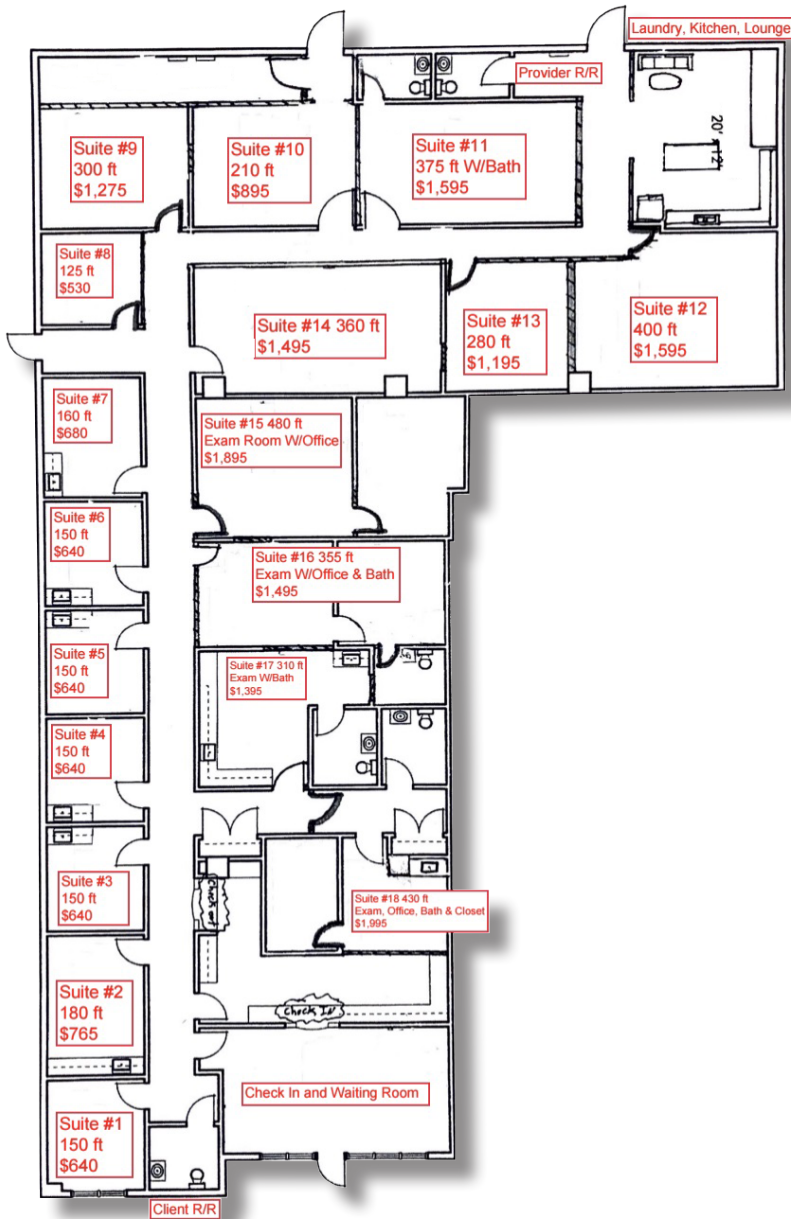 Laundry, Kitchen, Lounge
Provider R/R
20' x 12'
Suite #9
300 ft
$1,275
Suite #10
210 ft
$895
Suite #11
375 ft W/Bath
$1,595
Suite #8
125 ft
$530
Suite #14 360 ft
$1,495
Suite #13
280 ft
$1,195
Suite #12
400 ft
$1,595
Suite #7
160 ft
$680
Suite #15 480 ft
Exam Room W/Office
$1,895
Suite #6
150 ft
$640
Suite #16 355 ft
Exam W/Office & Bath
$1,495
Suite #5
150 ft
$640
Suite #17 310 ft
Exam W/Bath
$1,395
Suite #4
150 ft
$640
Suite #3
150 ft
$640
Check out
Suite #18 430 ft
Exam, Office, Bath & Closet
$1,995
Suite #2
180 ft
$765
Check In
Check In and Waiting Room
Suite #1
150 ft
$640
Client R/R